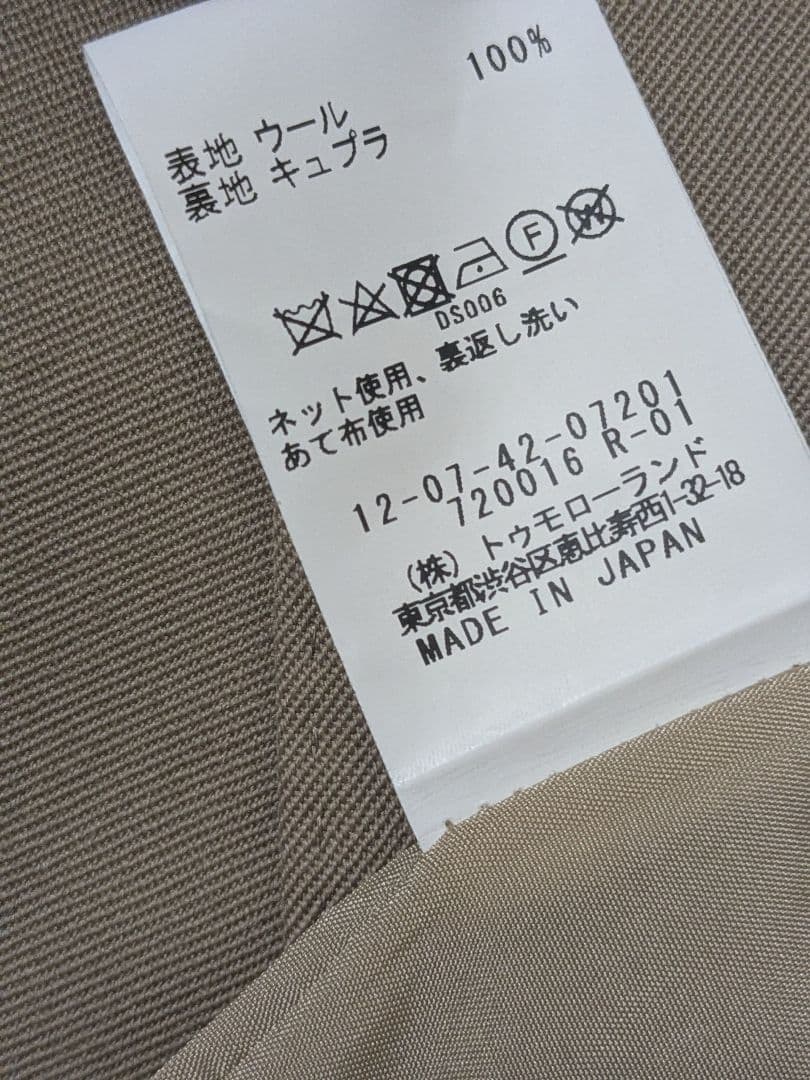 100%
表地 ウール
裏地 キュプラ
F W
DS006
ネット使用、裏返し洗い
あて布使用
12-07-42-07201
720016 R-01
(株) トゥモローランド
東京都渋谷区恵比寿西1-32-18
MADE IN JAPAN